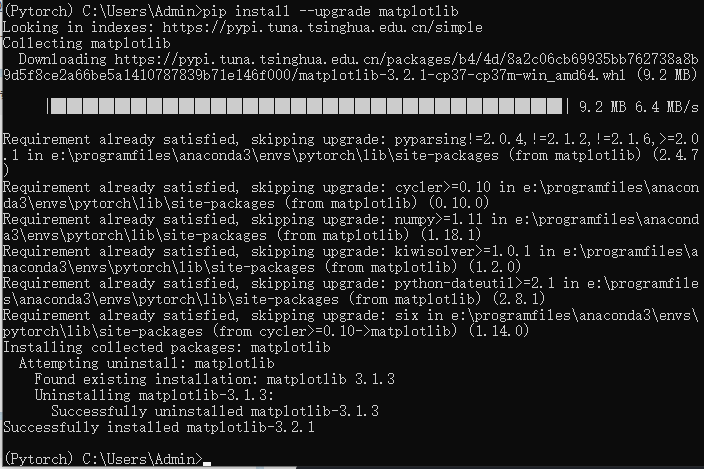 (Pytorch) C:\Users\Admin>pip install --upgrade matplotlib
Looking in indexes: https://pypi.tuna.tsinghua.edu.cn/simple
Collecting matplotlib
  Downloading https://pypi.tuna.tsinghua.edu.cn/packages/b4/4d/8a2c06cb69935bb762738a8b
9d5f8ce2a66be5a1410787839b71e146f000/matplotlib-3.2.1-cp37-cp37m-win_amd64.whl (9.2 MB)
9.2 MB 6.4 MB/s
Requirement already satisfied, skipping upgrade: pyparsing!=2.0.4,!=2.1.2,!=2.1.6,>=2.0
.1 in e:\programfiles\anaconda3\envs\pytorch\lib\site-packages (from matplotlib) (2.4.7
)
Requirement already satisfied, skipping upgrade: cycler>=0.10 in e:\programfiles\anacon
da3\envs\pytorch\lib\site-packages (from matplotlib) (0.10.0)
Requirement already satisfied, skipping upgrade: numpy>=1.11 in e:\programfiles\anacond
a3\envs\pytorch\lib\site-packages (from matplotlib) (1.18.1)
Requirement already satisfied, skipping upgrade: kiwisolver>=1.0.1 in e:\programfiles\a
naconda3\envs\pytorch\lib\site-packages (from matplotlib) (1.2.0)
Requirement already satisfied, skipping upgrade: python-dateutil>=2.1 in e:\programfile
s\anaconda3\envs\pytorch\lib\site-packages (from matplotlib) (2.8.1)
Requirement already satisfied, skipping upgrade: six in e:\programfiles\anaconda3\envs\
pytorch\lib\site-packages (from cycler>=0.10->matplotlib) (1.14.0)
Installing collected packages: matplotlib
  Attempting uninstall: matplotlib
    Found existing installation: matplotlib 3.1.3
    Uninstalling matplotlib-3.1.3:
      Successfully uninstalled matplotlib-3.1.3
Successfully installed matplotlib-3.2.1
(Pytorch) C:\Users\Admin>